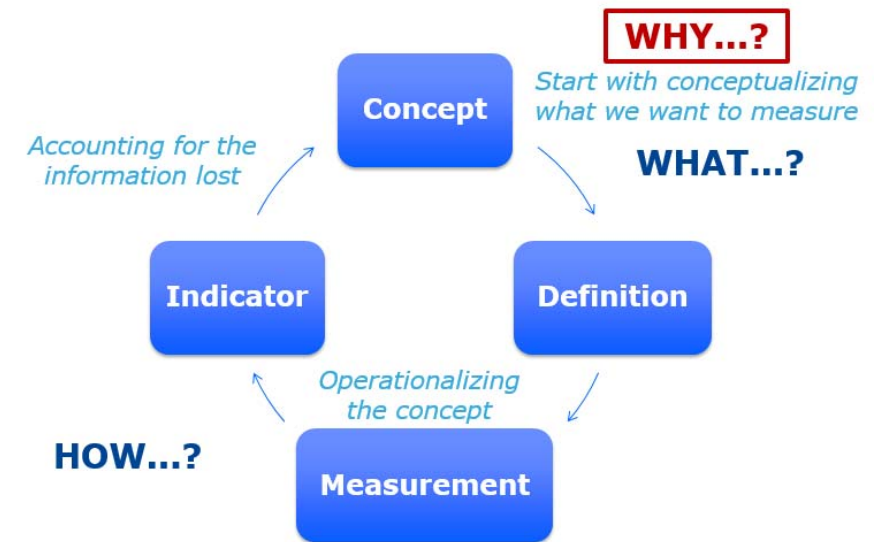 WHY...?
Start with conceptualizing
what we want to measure
Concept
WHAT...?
Accounting for the
information lost
Indicator
Definition
Operationalizing
the concept
HOW...?
Measurement